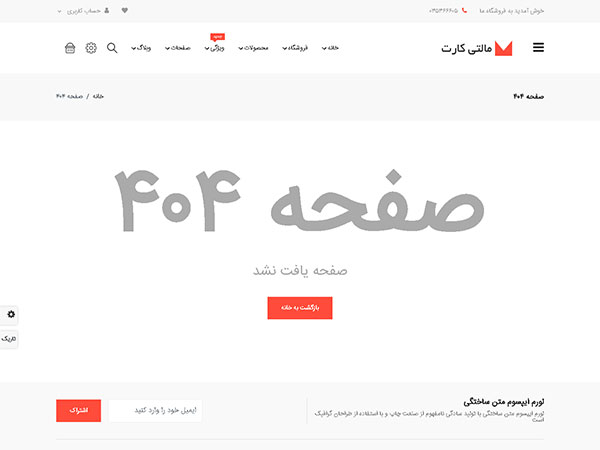 خوش آمدید به فروشگاه ما
حساب کاربری
مالتی کارت
خانه
فروشگاه
محصولات
ویژگی
صفحات
وبلاگ
صفحه ۴۰۴
خانه / صفحه ۴۰۴
صفحه ۴۰۴
صفحه یافت نشد
بازگشت به خانه
تاریک
لورم ایپسوم متن ساختگی
لورم ایپسوم متن ساختگی با تولید سادگی نامفهوم از صنعت چاپ و با استفاده از طراحان گرافیک
است
ایمیل خود را وارد کنید
اشتراک